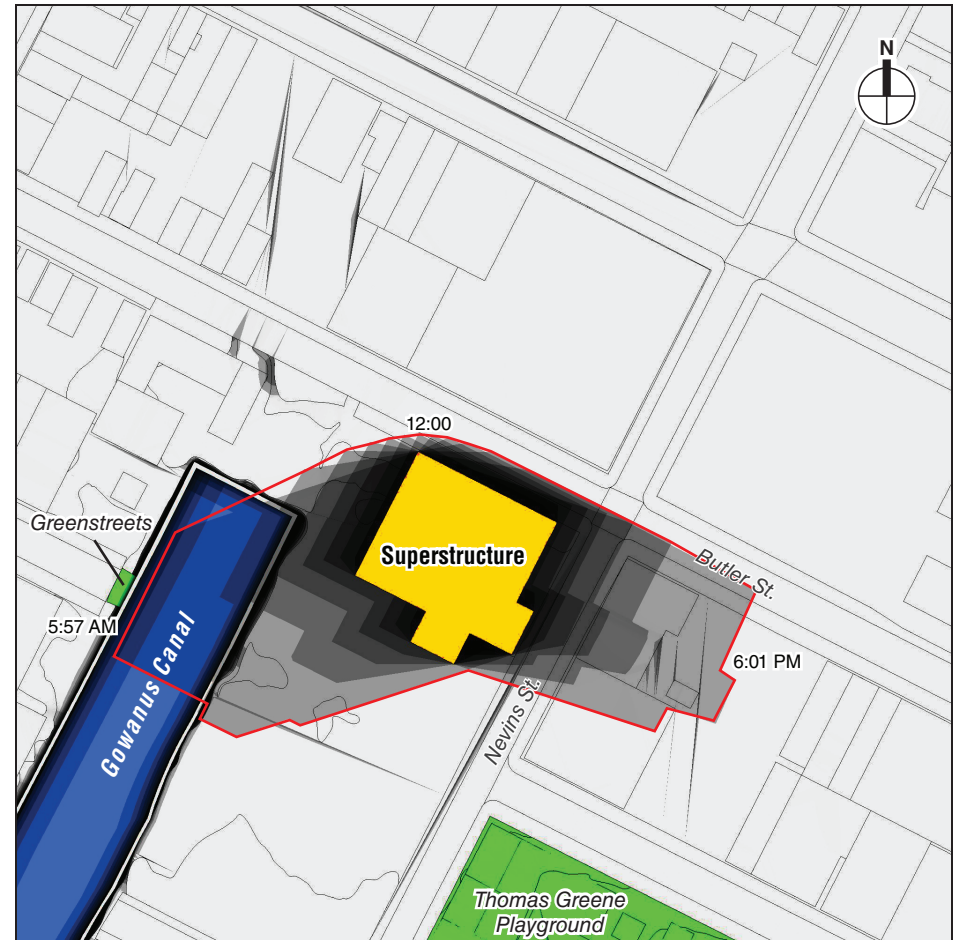 N
12:00
Greenstreets
Superstructure
Butler St.
5:57 AM
6:01 PM
Gowanus Canal
Nevins St.
Thomas Greene
Playground